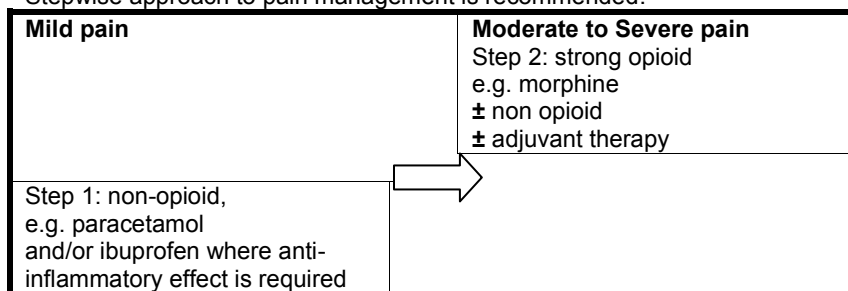 Stepwise approach to pain management is recommended:
Mild pain
Moderate to Severe pain
Step 2: strong opioid
e.g. morphine
± non opioid
± adjuvant therapy
Step 1: non-opioid,
e.g. paracetamol
and/or ibuprofen where anti-
inflammatory effect is required